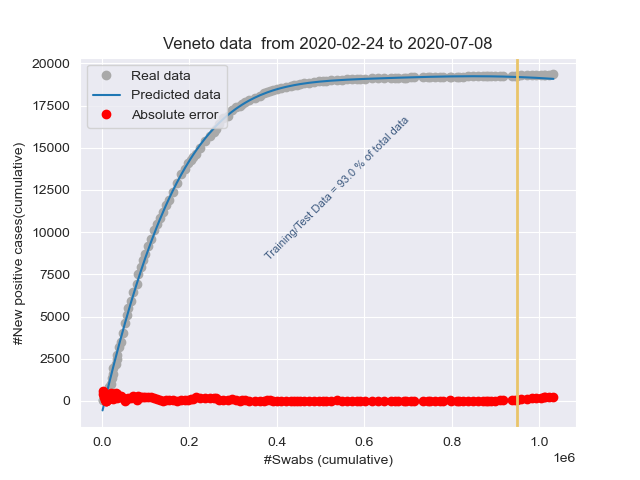 Veneto data  from 2020-02-24 to 2020-07-08
Real data
Predicted data
Absolute error
20000
17500
15000
12500
10000
7500
5000
2500
0
#New positive cases(cumulative)
Training/Test Data = 93.0 % of total data
0.0
0.2
0.4
0.6
0.8
1.0
1e6
#Swabs (cumulative)